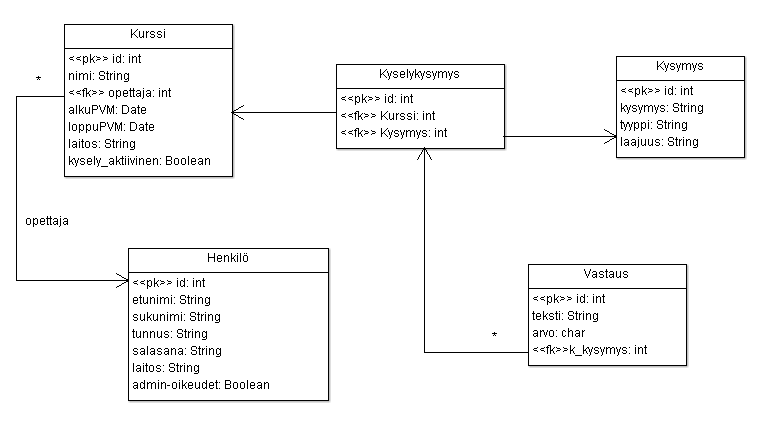 Kurssi
<<pk>> id: int
nimi: String
<<fk>> opettaja: int
alkuPVM: Date
loppuPVM: Date
laitos: String
kysely_aktiivinen: Boolean
*
opettaja
Kyselykysymys
<<pk>> id: int
<<fk>> Kurssi: int
<<fk>> Kysymys: int
Kysymys
<<pk>> id: int
kysymys: String
tyyppi: String
laajuus: String
Henkilö
<<pk>> id: int
etunimi: String
sukunimi: String
tunnus: String
salasana: String
laitos: String
admin-oikeudet: Boolean
Vastaus
<<pk>> id: int
teksti: String
arvo: char
<<fk>>k_kysymys: int
*